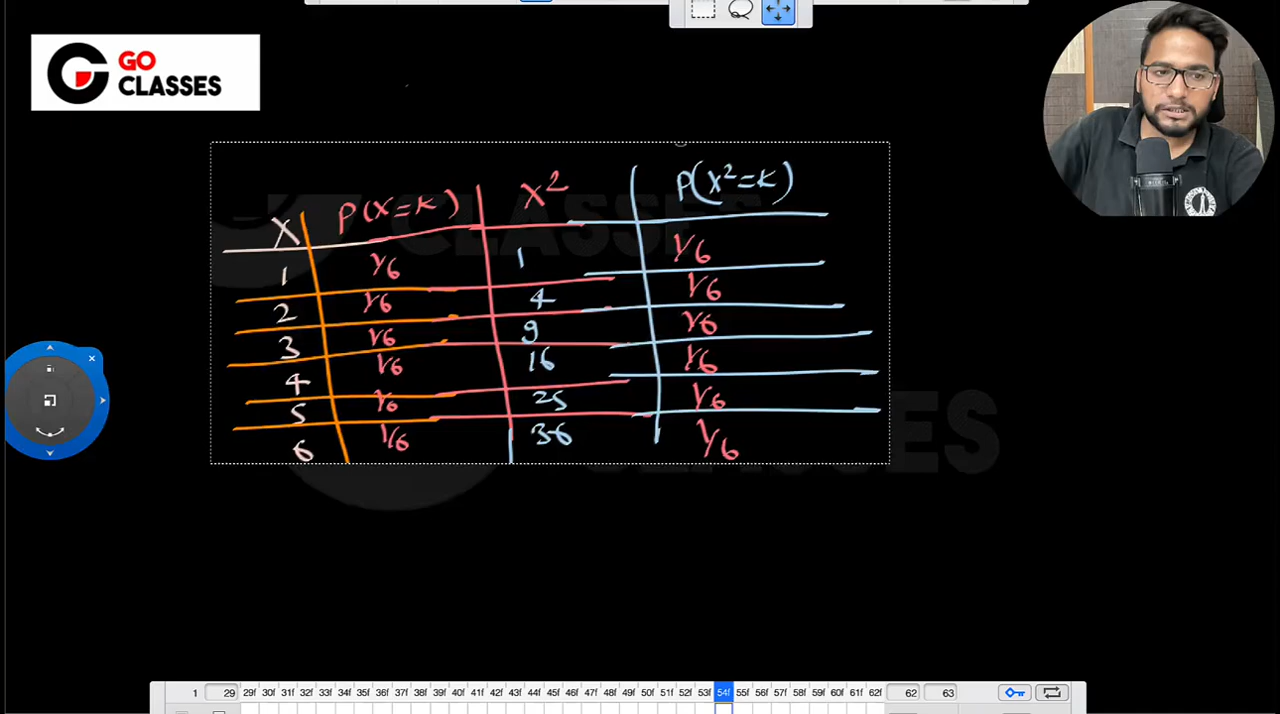 GO
CLASSES
X P(X=K) X² P(X²=K)
1 1/6 1 1/6
2 1/6 4 1/6
3 1/6 9 1/6
4 1/6 16 1/6
5 1/6 25 1/6
6 1/6 36 1/6
CLASSES
CLASSES
1 29 29f 30f 31f 32f 33f 34f 35f 36f 37f 38f 39f 40f 41f 42f 43f 44f 45f 46f 47f 48f 49f 50f 51f 52f 53f 54f 55f 56f 57f 58f 59f 60f 61f 62f 62 63